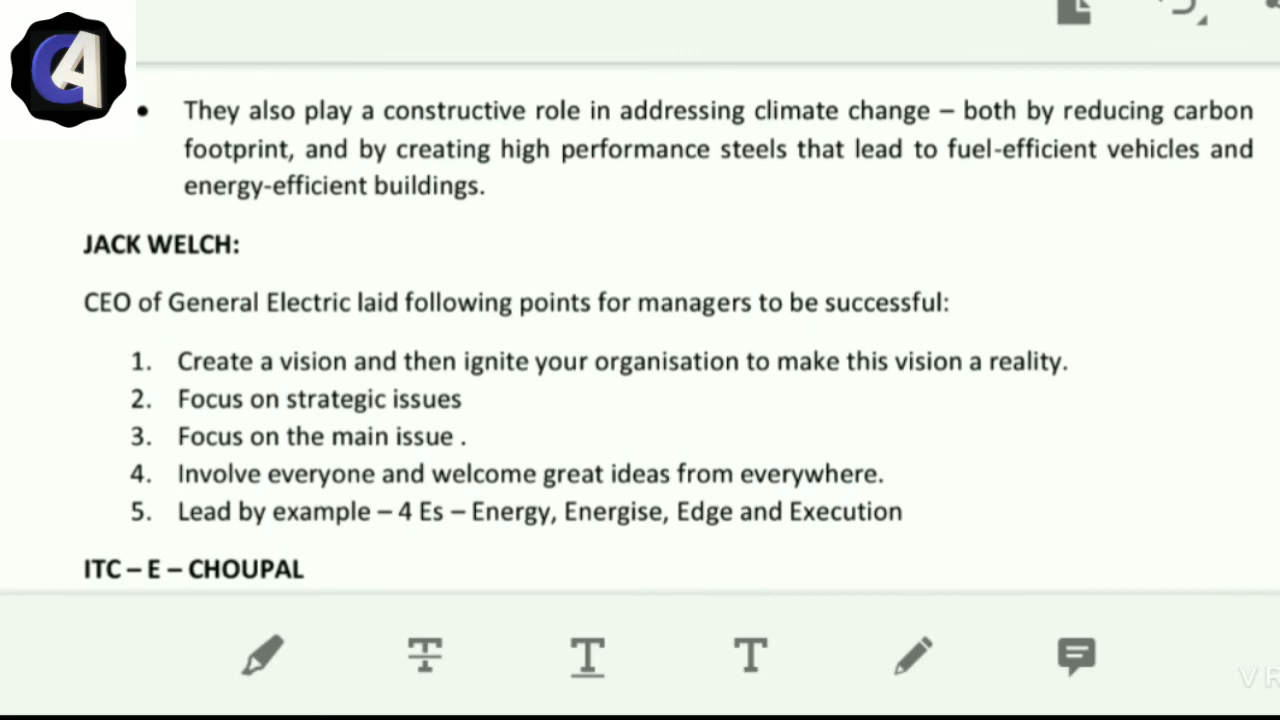 CA
• They also play a constructive role in addressing climate change – both by reducing carbon
footprint, and by creating high performance steels that lead to fuel-efficient vehicles and
energy-efficient buildings.
JACK WELCH:
CEO of General Electric laid following points for managers to be successful:
1. Create a vision and then ignite your organisation to make this vision a reality.
2. Focus on strategic issues
3. Focus on the main issue .
4. Involve everyone and welcome great ideas from everywhere.
5. Lead by example – 4 Es – Energy, Energise, Edge and Execution
ITC – E – CHOUPAL
T T T